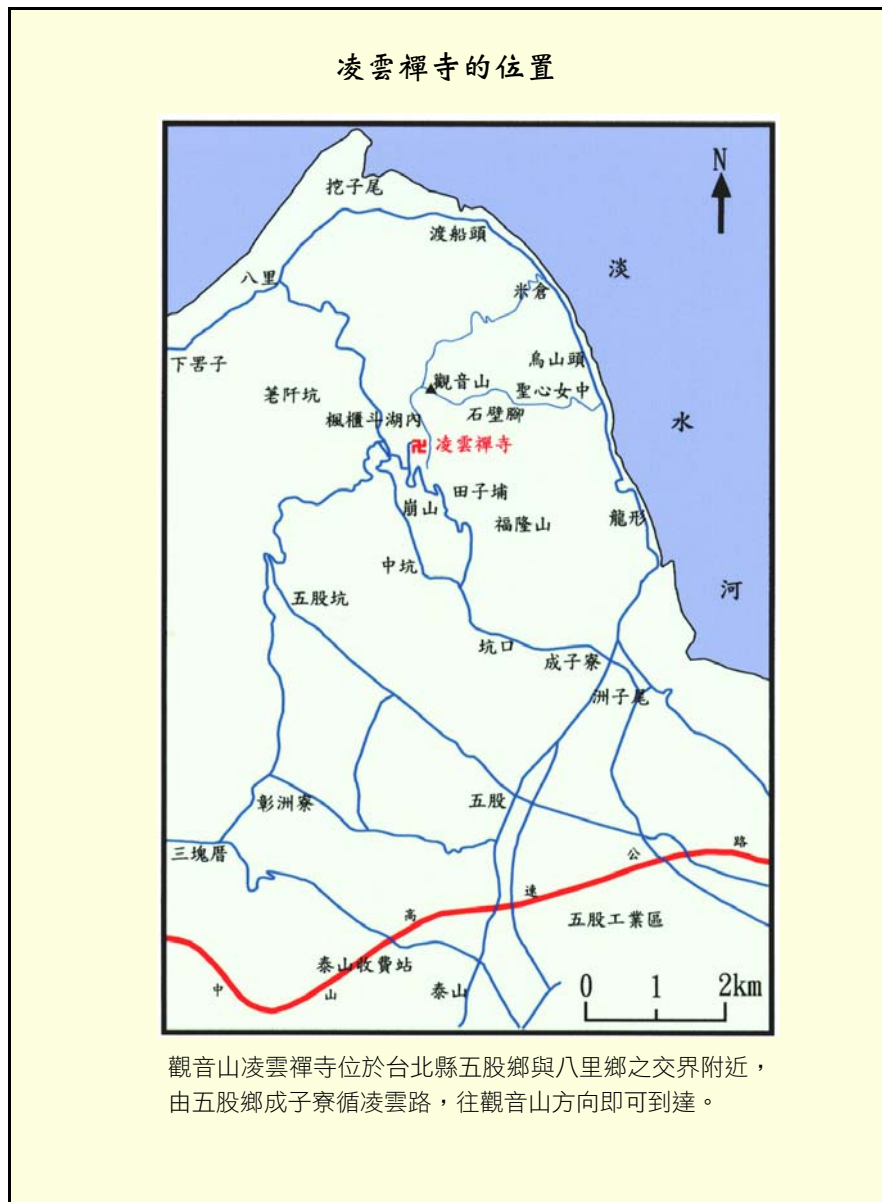 凌雲禪寺的位置
N
挖子尾
渡船頭
淡
八里
米倉
下罟子
烏山頭
荖阡坑
觀音山
聖心女中
水
楓櫃斗湖內
石壁腳
凌雲禪寺
田子埔
崩山
福隆山
龍形
中坑
河
五股坑
坑口
成子寮
洲子尾
彰洲寮
五股
三塊厝
中山高速公路
五股工業區
泰山收費站
泰山
0 1 2km
觀音山凌雲禪寺位於台北縣五股鄉與八里鄉之交界附近，
由五股鄉成子寮循凌雲路，往觀音山方向即可到達。